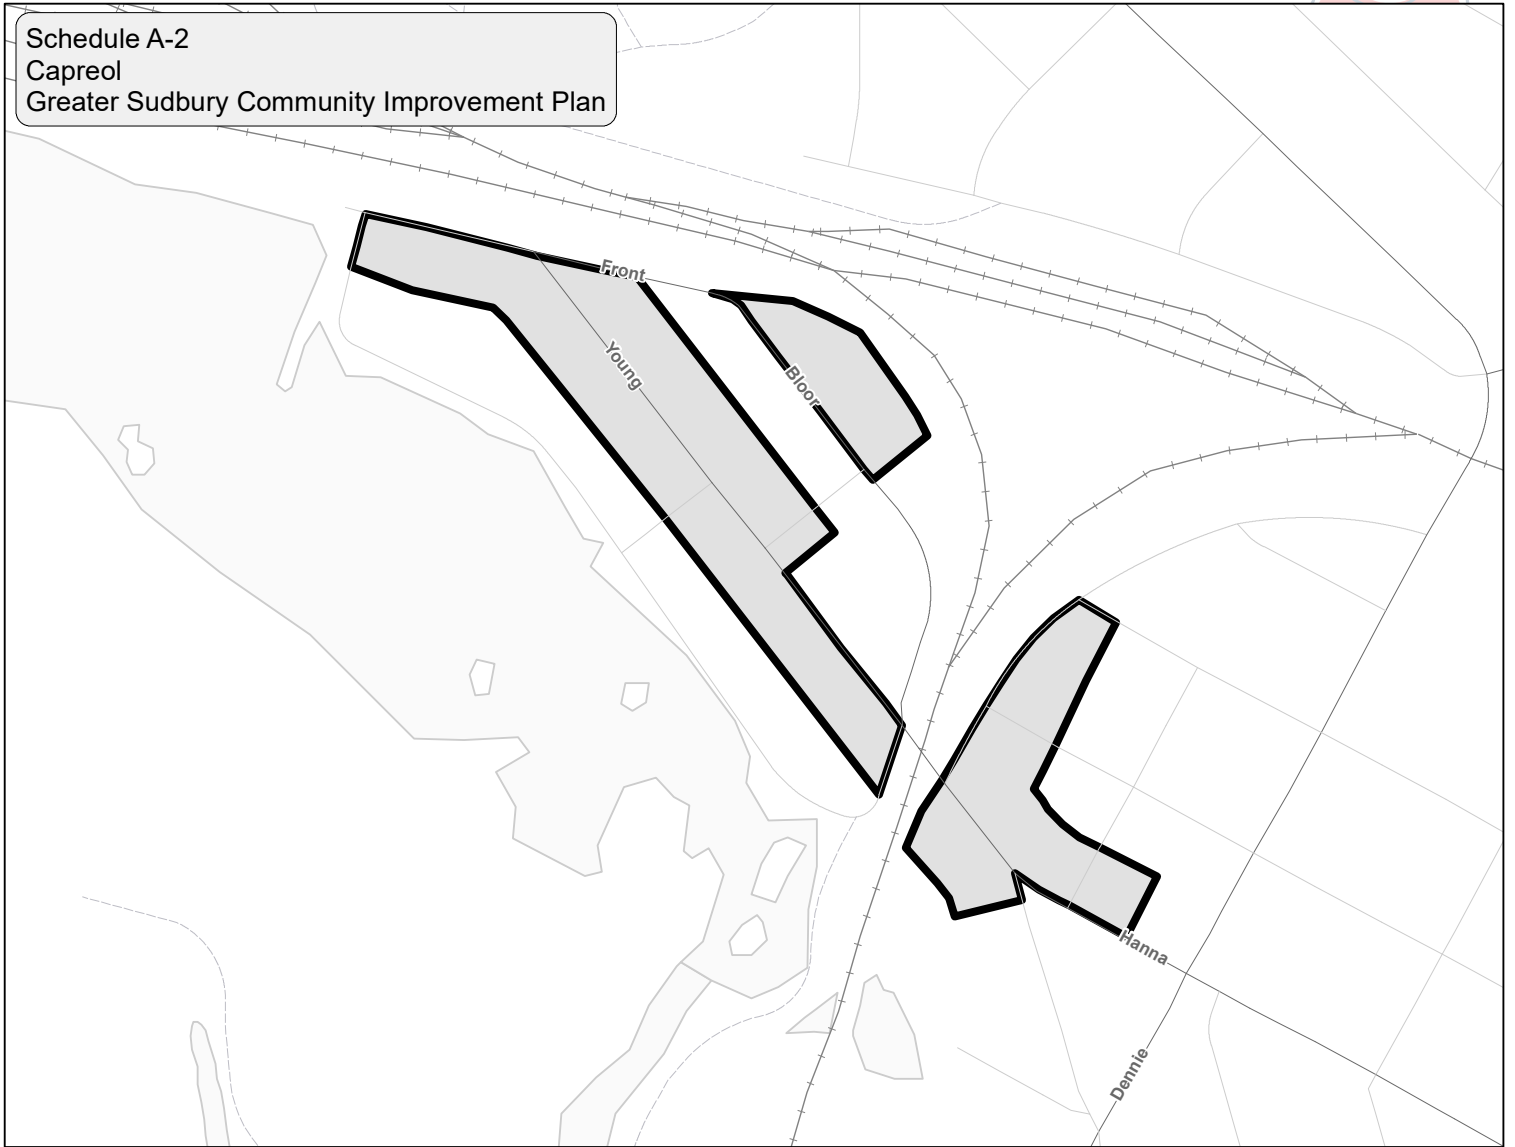 Schedule A-2
Capreol
Greater Sudbury Community Improvement Plan
Front
Young
Bloor
Hanna
Dennie